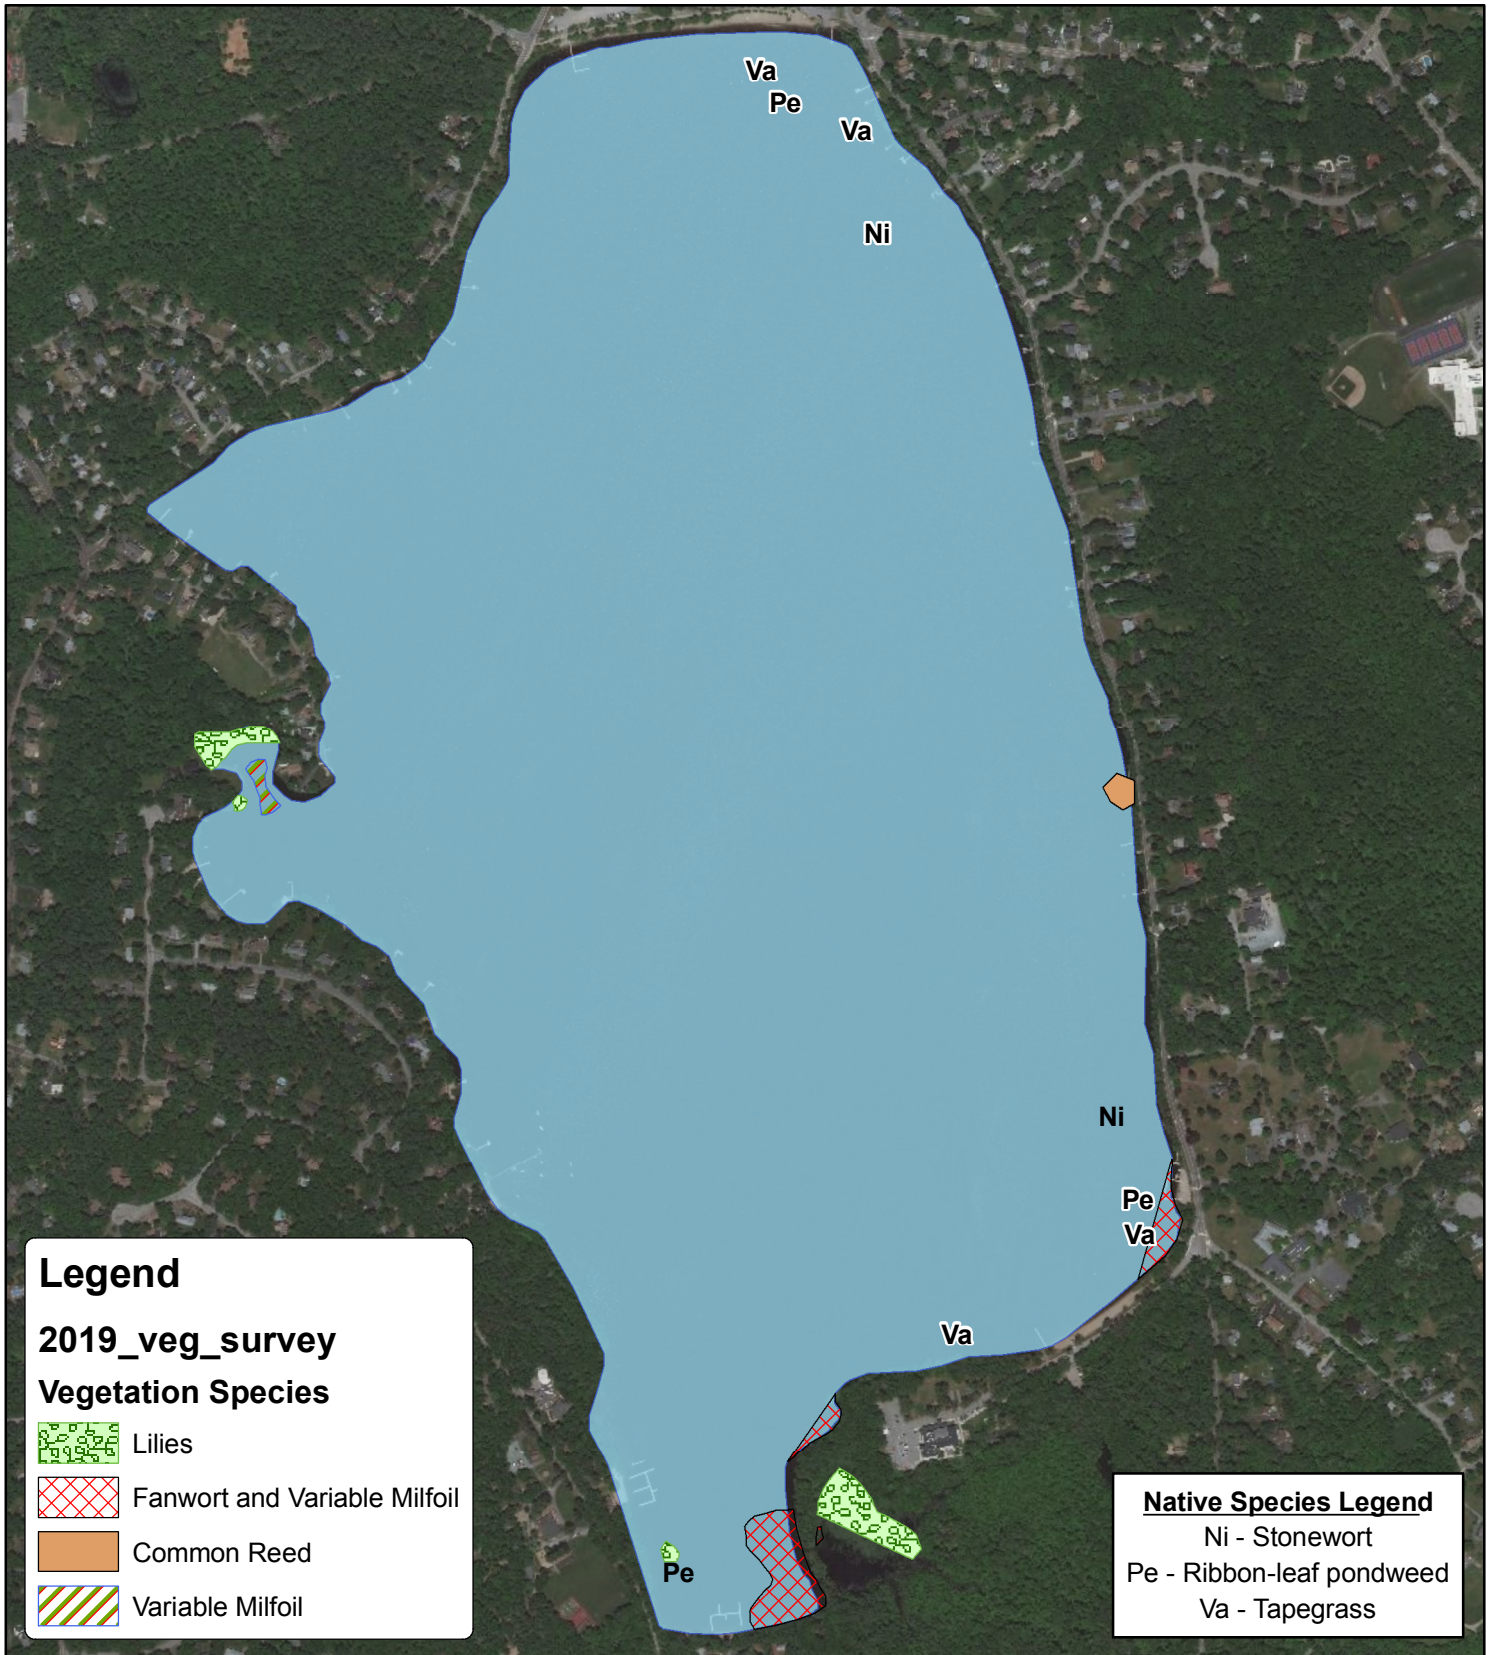 Va
Pe
Va
Ni
Ni
Pe
Va
Va
Pe
Legend
2019_veg_survey
Vegetation Species
Lilies
Fanwort and Variable Milfoil
Common Reed
Variable Milfoil
Native Species Legend
Ni - Stonewort
Pe - Ribbon-leaf pondweed
Va - Tapegrass